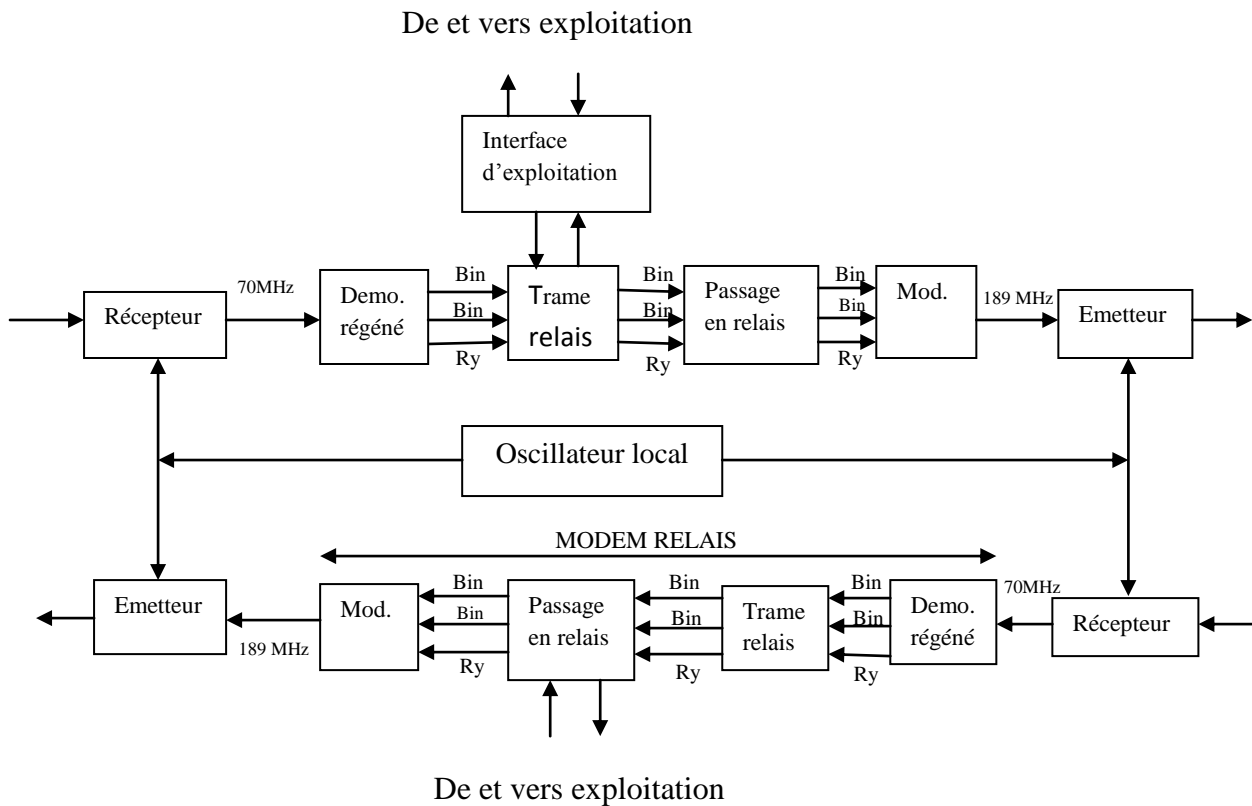 De et vers exploitation
Interface
d’exploitation
70MHz
Bin
Bin
Bin
189 MHz
Récepteur
Demo.
régéné
Bin
Trame
relais
Bin
Passage
en relais
Bin
Mod.
Emetteur
Ry
Ry
Ry
Oscillateur local
MODEM RELAIS
Bin
Bin
Bin
70MHz
Emetteur
Mod.
Bin
Passage
en relais
Bin
Trame
relais
Bin
Demo.
régéné
Récepteur
189 MHz
Ry
Ry
Ry
De et vers exploitation